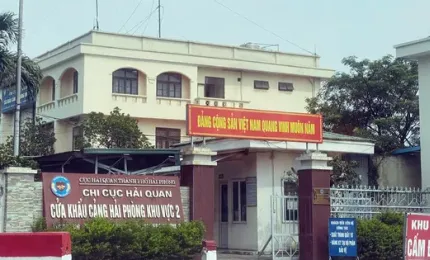 ĐẢNG CỘNG SẢN VIỆT NAM QUANG VINH MUÔN NĂM
CỤC HẢI QUAN THÀNH PHỐ HẢI PHÒNG
CHI CỤC HẢI QUAN
CỬA KHẨU CẢNG HẢI PHÒNG KHU VỰC 2
KHU
CẤM Đ